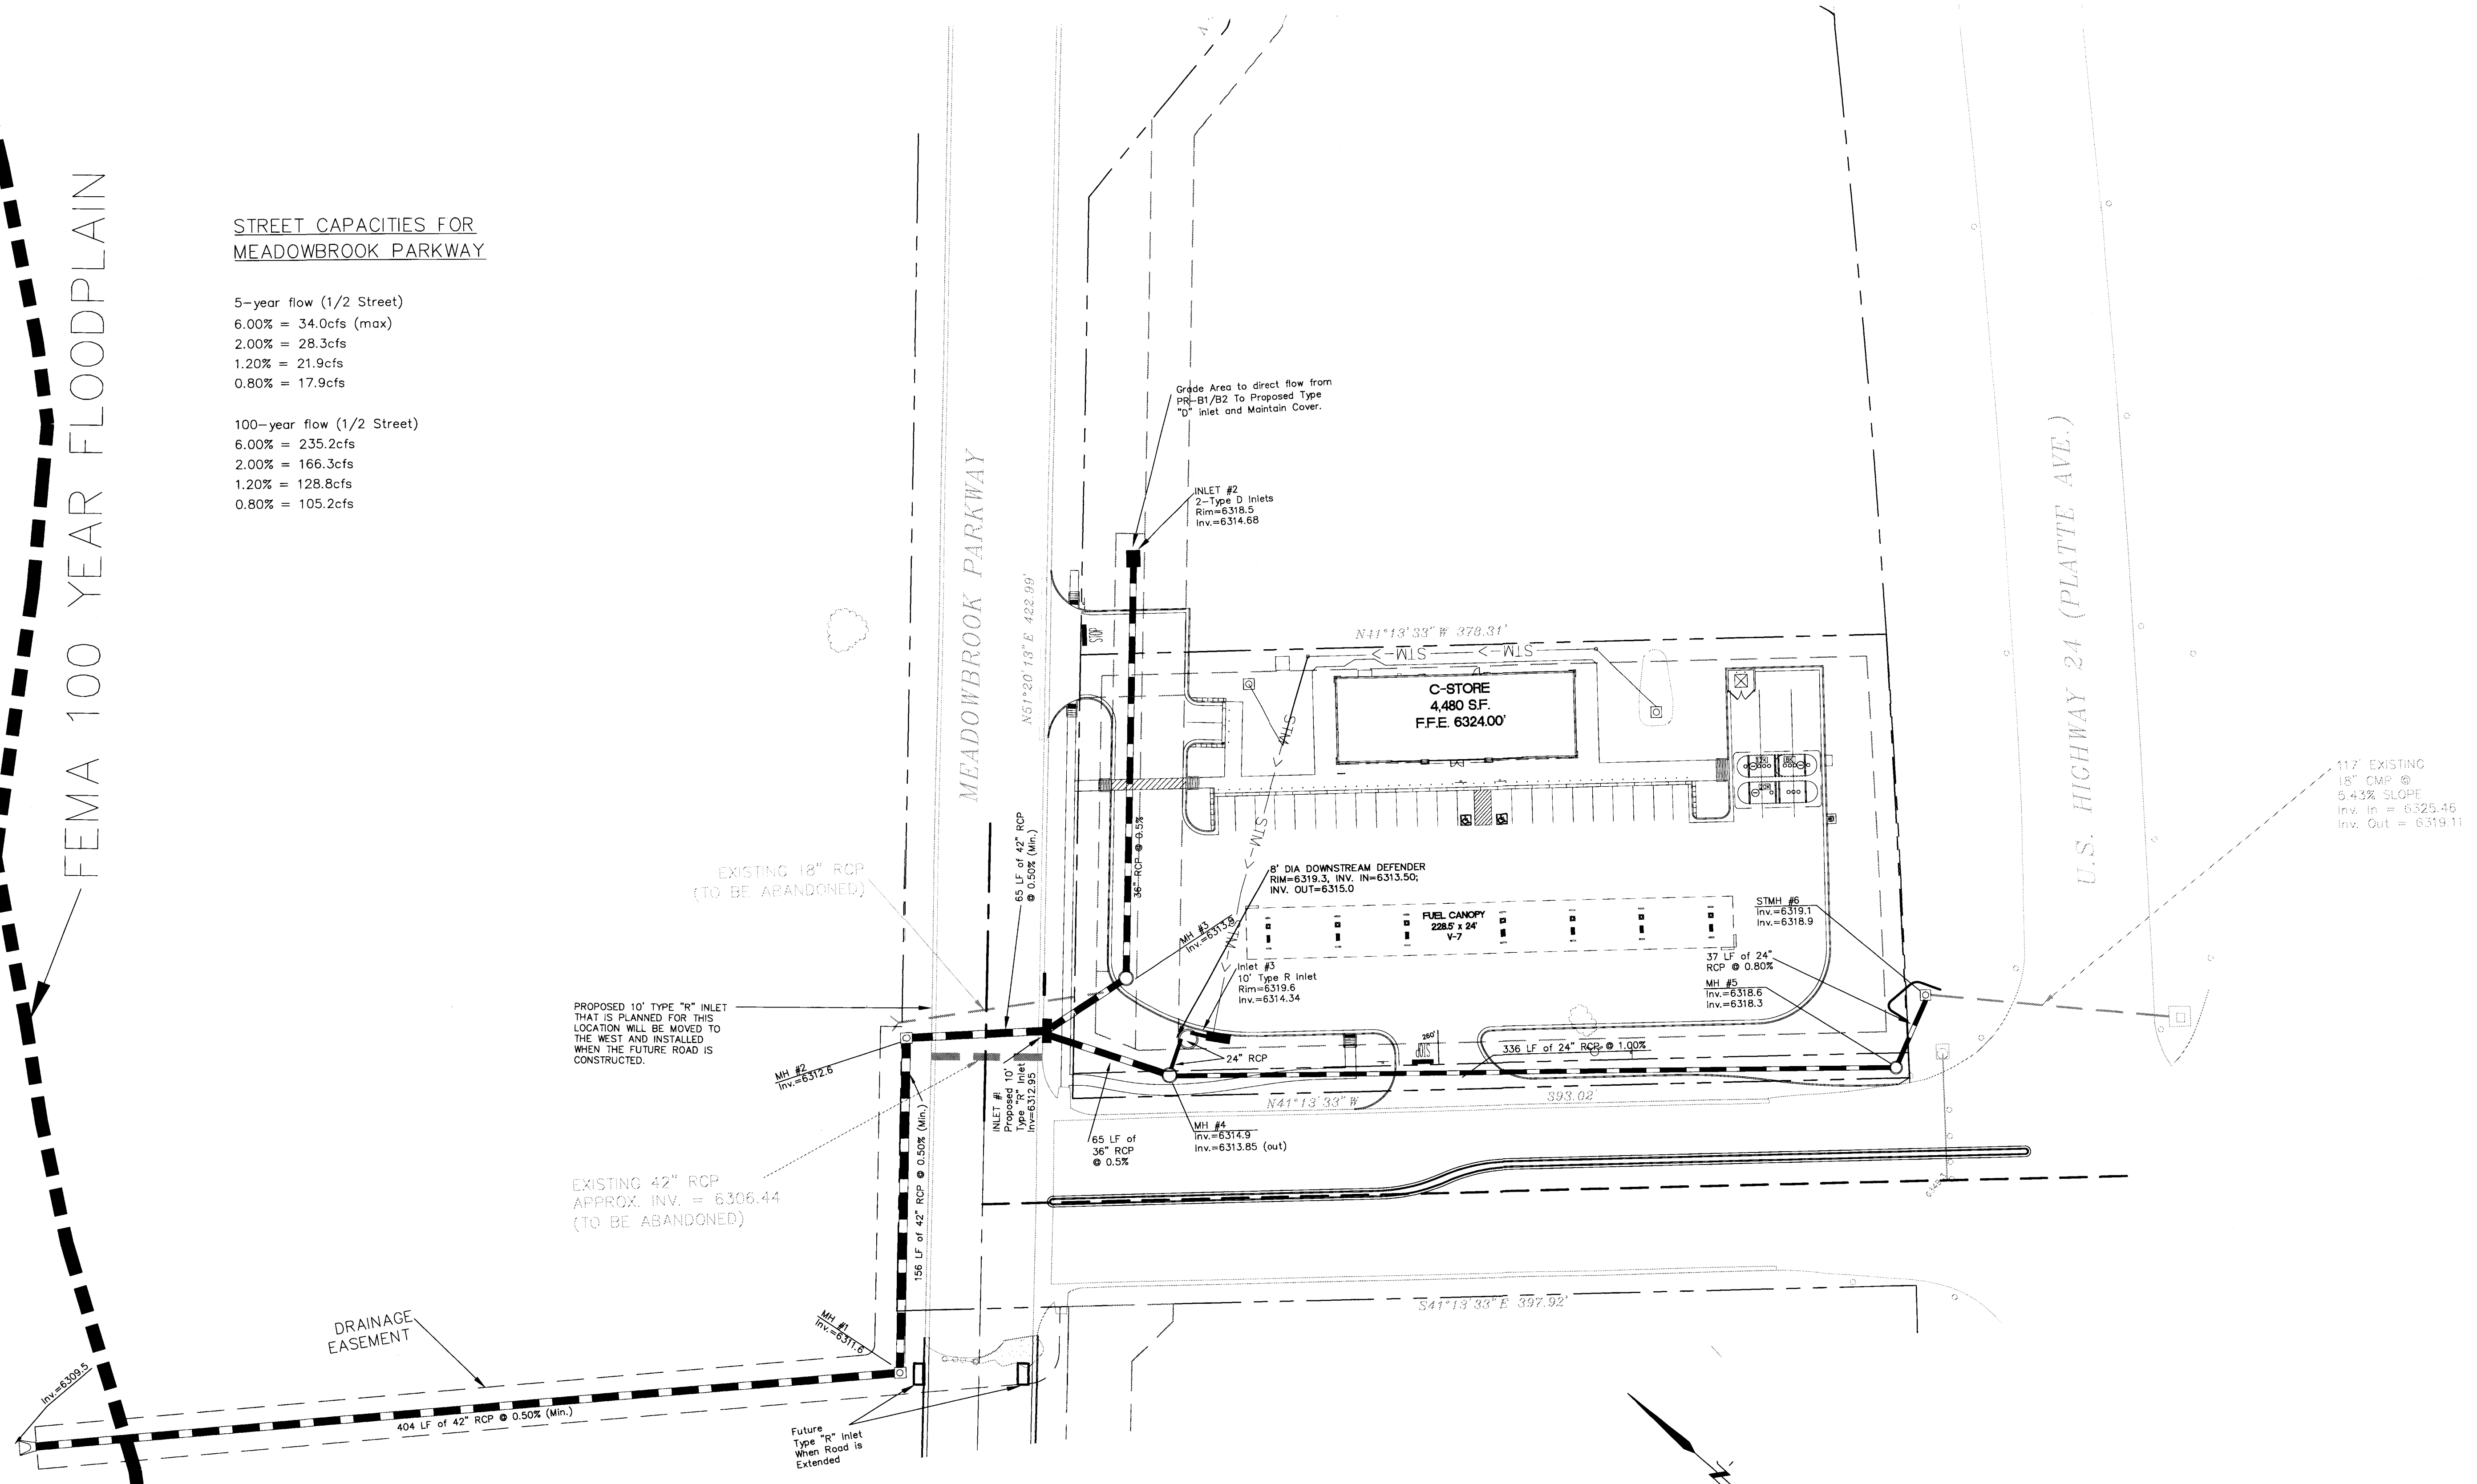 FEMA 100 YEAR FLOODPLAIN
STREET CAPACITIES FOR
MEADOWBROOK PARKWAY
5-year flow (1/2 Street)
6.00% = 34.0cfs (max)
2.00% = 28.3cfs
1.20% = 21.9cfs
0.80% = 17.9cfs
100-year flow (1/2 Street)
6.00% = 235.2cfs
2.00% = 166.3cfs
1.20% = 128.8cfs
0.80% = 105.2cfs
Grade Area to direct flow from
PR-B1/B2 To Proposed Type
"D" inlet and Maintain Cover.
INLET #2
2-Type D Inlets
Rim=6318.5
Inv.=6314.68
MEADOWBROOK PARKWAY
N51°20'13"E 422.99'
STOP
N41°13'33"W 378.31'
STM
STM
C-STORE
4,480 S.F.
F.F.E. 6324.00'
STM
STM
STM
U.S. HIGHWAY 24 (PLATTE AVE.)
117' EXISTING
18" CMP @
5.43% SLOPE
Inv. In = 6325.46
Inv. Out = 6319.11
EXISTING 18" RCP
(TO BE ABANDONED)
65 LF of 42" RCP
@ 0.50% (Min.)
36" RCP @ 0.5%
8' DIA DOWNSTREAM DEFENDER
RIM=6319.3, INV. IN=6313.50;
INV. OUT=6315.0
FUEL CANOPY
228.5' x 24'
V-7
STMH #6
Inv.=6319.1
Inv.=6318.9
MH #3
Inv.=6313.5
Inlet #3
10' Type R Inlet
Rim=6319.6
Inv.=6314.34
37 LF of 24"
RCP @ 0.80%
MH #5
Inv.=6318.6
Inv.=6318.3
PROPOSED 10' TYPE "R" INLET
THAT IS PLANNED FOR THIS
LOCATION WILL BE MOVED TO
THE WEST AND INSTALLED
WHEN THE FUTURE ROAD IS
CONSTRUCTED.
MH #2
Inv.=6312.6
24" RCP
STOP
260'
336 LF of 24" RCP @ 1.00%
INLET #1
Proposed 10'
Type "R" Inlet
Inv=6312.95
N41°13'33"W
393.02
MH #4
Inv.=6314.9
Inv.=6313.85 (out)
65 LF of
36" RCP
@ 0.5%
EXISTING 42" RCP
APPROX. INV. = 6306.44
(TO BE ABANDONED)
156 LF of 42" RCP @ 0.50% (Min.)
S41°13'33"E 397.92'
DRAINAGE
EASEMENT
MH #1
Inv.=6311.6
Inv.=6309.5
404 LF of 42" RCP @ 0.50% (Min.)
Future
Type "R" Inlet
When Road is
Extended
N